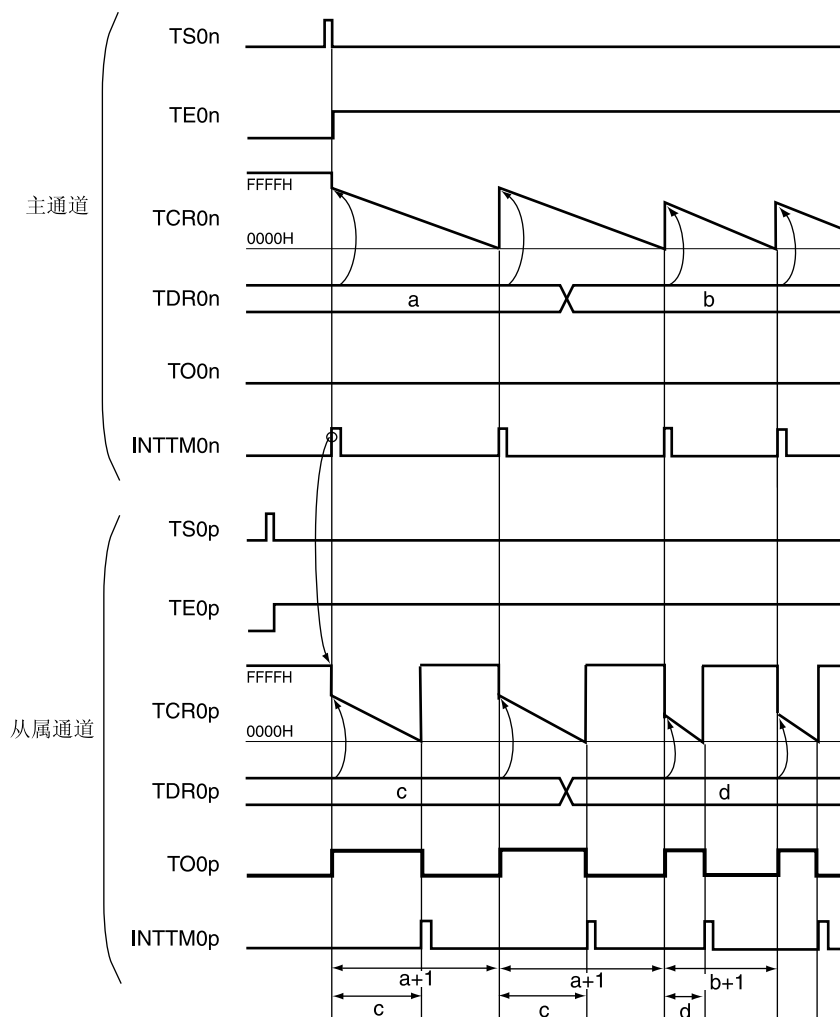 TS0n
TE0n
主通道
FFFFH
TCR0n
0000H
TDR0n
a
b
TO0n
INTTM0n
TS0p
TE0p
FFFFH
从属通道
TCR0p
0000H
TDR0p
c
d
TO0p
INTTM0p
a+1
a+1
b+1
c
c
d